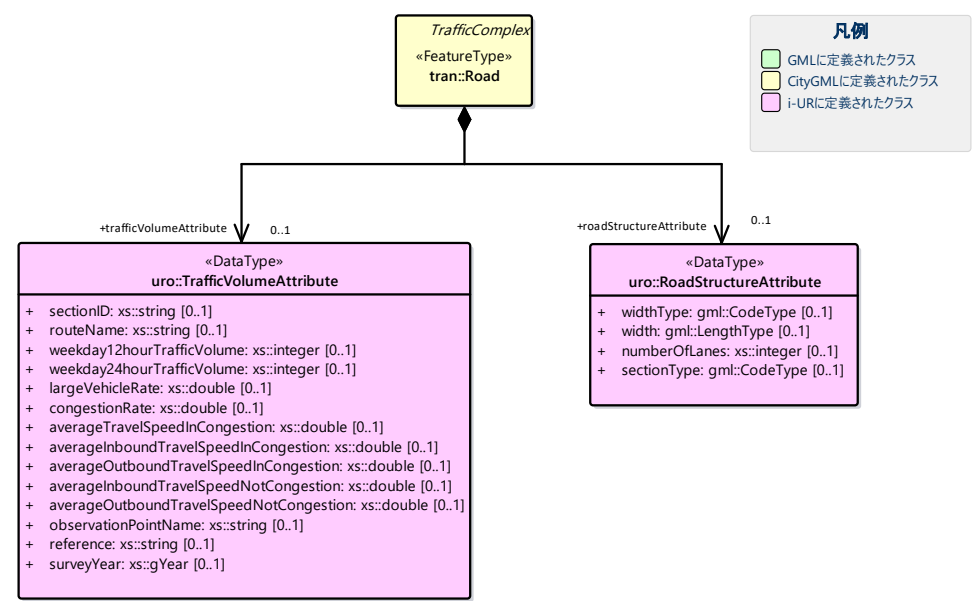 TrafficComplex
«FeatureType»
tran::Road
凡例
GMLに定義されたクラス
CityGMLに定義されたクラス
i-URに定義されたクラス
+trafficVolumeAttribute
0..1
+roadStructureAttribute
0..1
«DataType»
uro::TrafficVolumeAttribute
+ sectionID: xs::string [0..1]
+ routeName: xs::string [0..1]
+ weekday12hourTrafficVolume: xs::integer [0..1]
+ weekday24hourTrafficVolume: xs::integer [0..1]
+ largeVehicleRate: xs::double [0..1]
+ congestionRate: xs::double [0..1]
+ averageTravelSpeedInCongestion: xs::double [0..1]
+ averageInboundTravelSpeedInCongestion: xs::double [0..1]
+ averageOutboundTravelSpeedInCongestion: xs::double [0..1]
+ averageInboundTravelSpeedNotCongestion: xs::double [0..1]
+ averageOutboundTravelSpeedNotCongestion: xs::double [0..1]
+ observationPointName: xs::string [0..1]
+ reference: xs::string [0..1]
+ surveyYear: xs::gYear [0..1]
«DataType»
uro::RoadStructureAttribute
+ widthType: gml::CodeType [0..1]
+ width: gml::LengthType [0..1]
+ numberOfLanes: xs::integer [0..1]
+ sectionType: gml::CodeType [0..1]